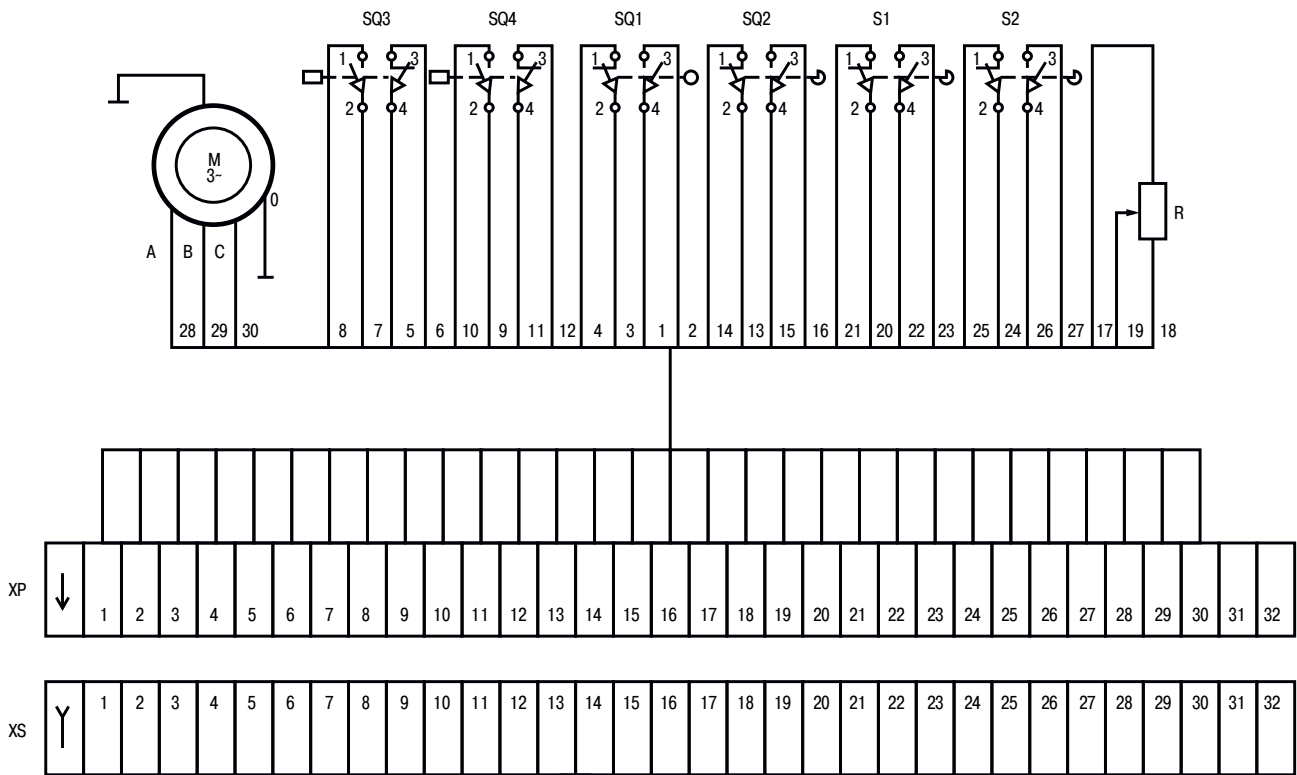 SQ3 SQ4 SQ1 SQ2 S1 S2
1 3 1 3 1 3 1 3 1 3 1 3
2 4 2 4 2 4 2 4 2 4 2 4
M
3~
0
R
A B C
28 29 30 8 7 5 6 10 9 11 12 4 3 1 2 14 13 15 16 21 20 22 23 25 24 26 27 17 19 18
XP 1 2 3 4 5 6 7 8 9 10 11 12 13 14 15 16 17 18 19 20 21 22 23 24 25 26 27 28 29 30 31 32
XS 1 2 3 4 5 6 7 8 9 10 11 12 13 14 15 16 17 18 19 20 21 22 23 24 25 26 27 28 29 30 31 32